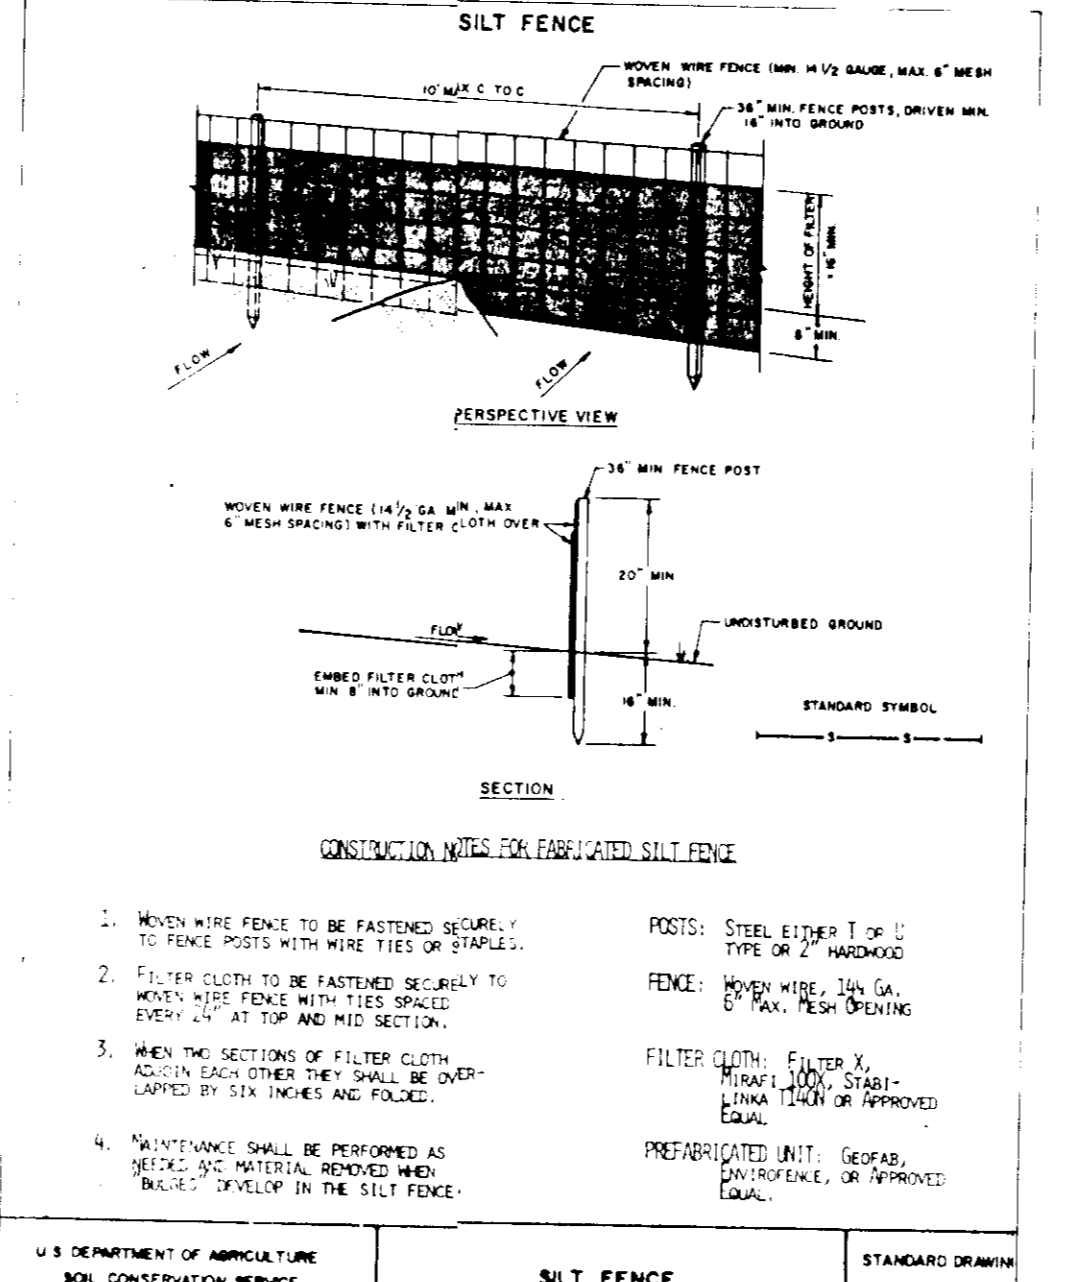 SILT FENCE
WOVEN WIRE FENCE (MIN. 14 1/2 GAUGE, MAX. 6" MESH
SPACING)
10' MAX C TO C
36" MIN. FENCE POSTS, DRIVEN MIN.
16" INTO GROUND
HEIGHT OF FILTER
= 16" MIN.
8" MIN.
FLOW
FLOW
PERSPECTIVE VIEW
36" MIN FENCE POST
WOVEN WIRE FENCE (14 1/2 GA MIN, MAX
6" MESH SPACING) WITH FILTER CLOTH OVER
20" MIN
FLOW
UNDISTURBED GROUND
EMBED FILTER CLOTH
MIN 8" INTO GROUND
16" MIN.
STANDARD SYMBOL
S S
SECTION
CONSTRUCTION NOTES FOR FABRICATED SILT FENCE
1. WOVEN WIRE FENCE TO BE FASTENED SECURELY
TO FENCE POSTS WITH WIRE TIES OR STAPLES.
2. FILTER CLOTH TO BE FASTENED SECURELY TO
WOVEN WIRE FENCE WITH TIES SPACED
EVERY 24" AT TOP AND MID SECTION.
3. WHEN TWO SECTIONS OF FILTER CLOTH
ADJOIN EACH OTHER THEY SHALL BE OVER-
LAPPED BY SIX INCHES AND FOLDED.
4. MAINTENANCE SHALL BE PERFORMED AS
NEEDED AND MATERIAL REMOVED WHEN
"BULGES" DEVELOP IN THE SILT FENCE.
POSTS: STEEL EITHER T OR U
TYPE OR 2" HARDWOOD
FENCE: WOVEN WIRE, 14½ GA.
6" MAX. MESH OPENING
FILTER CLOTH: FILTER X,
MIRAFI 100X, STABI-
LINKA T140N OR APPROVED
EQUAL
PREFABRICATED UNIT: GEOFAB,
ENVIROFENCE, OR APPROVED
EQUAL.
U S DEPARTMENT OF AGRICULTURE
SOIL CONSERVATION SERVICE
SILT FENCE
STANDARD DRAWIN